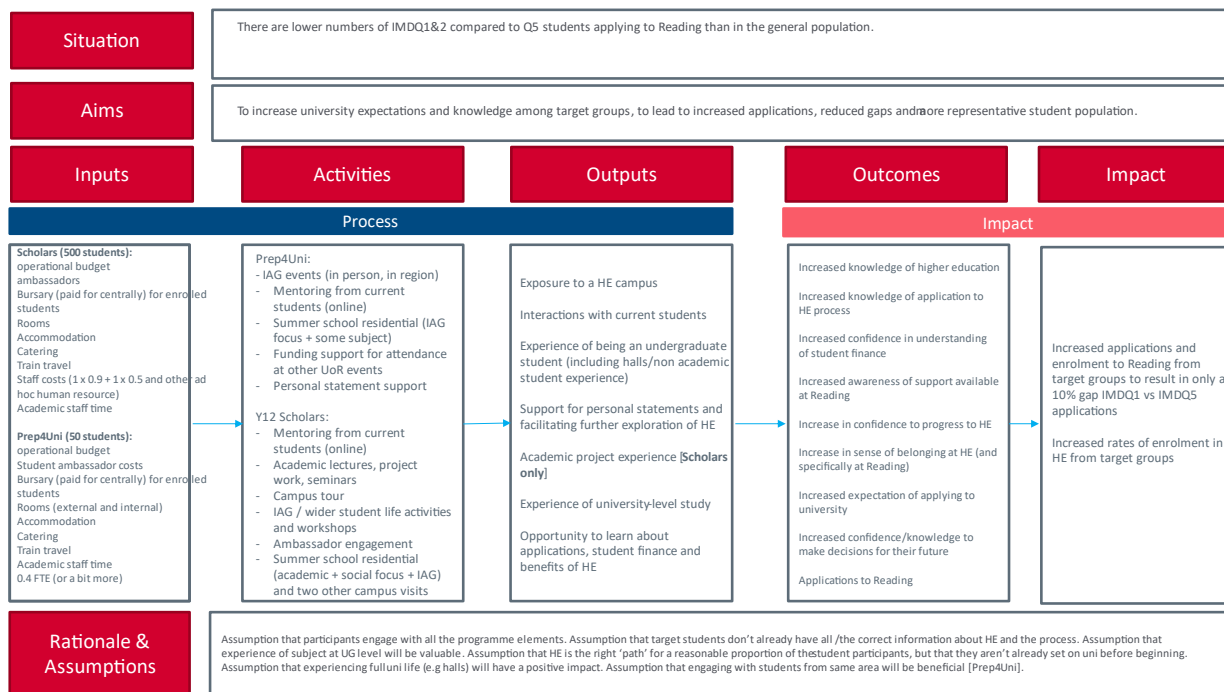 Situation
There are lower numbers of IMDQ1&2 compared to Q5 students applying to Reading than in the general population.
Aims
To increase university expectations and knowledge among target groups, to lead to increased applications, reduced gaps and more representative student population.
Inputs
Activities
Outputs
Outcomes
Impact
Process
Impact
Scholars (500 students):
operational budget
ambassadors
Bursary (paid for centrally) for enrolled
students
Rooms
Accommodation
Catering
Train travel
Staff costs (1 x 0.9 + 1 x 0.5 and other ad
hoc human resource)
Academic staff time
Prep4Uni (50 students):
operational budget
Student ambassador costs
Bursary (paid for centrally) for enrolled
students
Rooms (external and internal)
Accommodation
Catering
Train travel
Academic staff time
0.4 FTE (or a bit more)
Prep4Uni:
- IAG events (in person, in region)
- Mentoring from current
students (online)
- Summer school residential (IAG
focus + some subject)
- Funding support for attendance
at other UoR events
- Personal statement support
Y12 Scholars:
- Mentoring from current
students (online)
- Academic lectures, project
work, seminars
- Campus tour
- IAG / wider student life activities
and workshops
- Ambassador engagement
- Summer school residential
(academic + social focus + IAG)
and two other campus visits
Exposure to a HE campus
Interactions with current students
Experience of being an undergraduate
student (including halls/non academic
student experience)
Support for personal statements and
facilitating further exploration of HE
Academic project experience [Scholars
only]
Experience of university-level study
Opportunity to learn about
applications, student finance and
benefits of HE
Increased knowledge of higher education
Increased knowledge of application to
HE process
Increased confidence in understanding
of student finance
Increased awareness of support available
at Reading
Increase in confidence to progress to HE
Increase in sense of belonging at HE (and
specifically at Reading)
Increased expectation of applying to
university
Increased confidence/knowledge to
make decisions for their future
Applications to Reading
Increased applications and
enrolment to Reading from
target groups to result in only a
10% gap IMDQ1 vs IMDQ5
applications
Increased rates of enrolment in
HE from target groups
Rationale &
Assumptions
Assumption that participants engage with all the programme elements. Assumption that target students don't already have all /the correct information about HE and the process. Assumption that
experience of subject at UG level will be valuable. Assumption that HE is the right 'path' for a reasonable proportion of the student participants, but that they aren't already set on uni before beginning.
Assumption that experiencing full uni life (e.g halls) will have a positive impact. Assumption that engaging with students from same area will be beneficial [Prep4Uni].